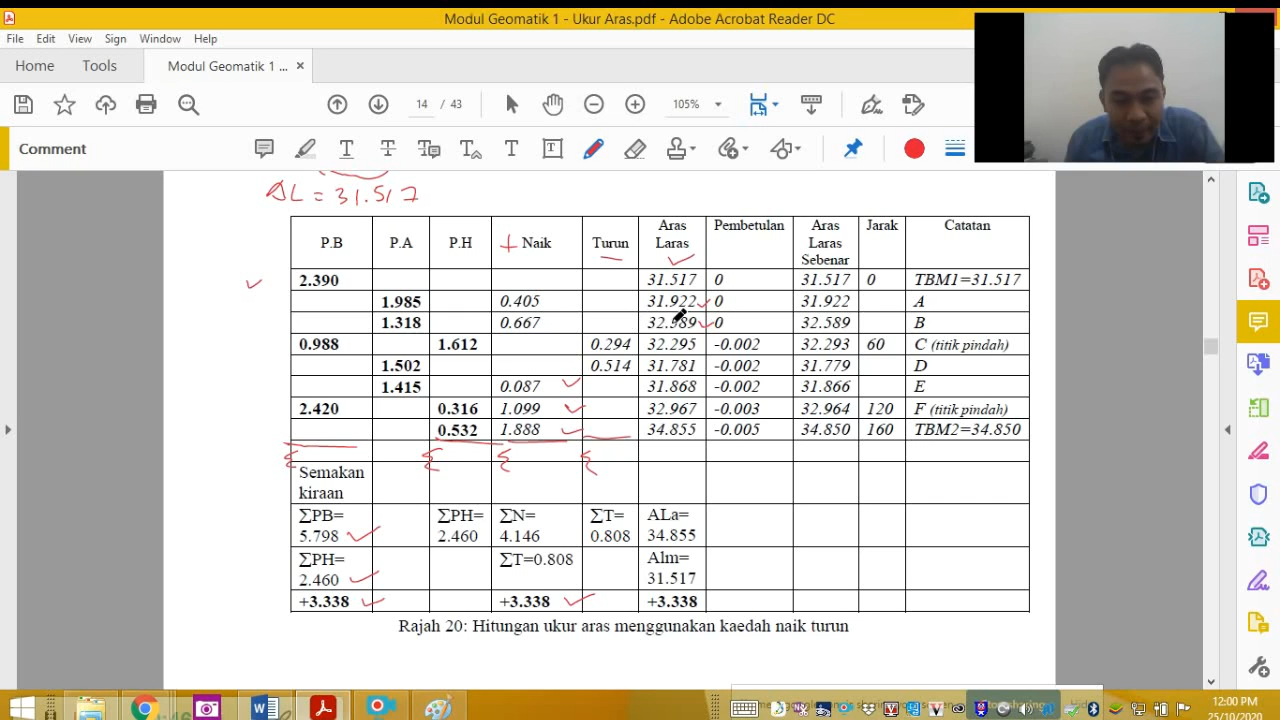 Modul Geomatik 1 - Ukur Aras.pdf - Adobe Acrobat Reader DC
File Edit View Sign Window Help
Home Tools Modul Geomatik 1 ... ×
14 / 43 105%
Comment
ΔL = 31.517
P.B P.A P.H + Naik Turun Aras Laras Pembetulan Aras Laras Sebenar Jarak Catatan
2.390 31.517 0 31.517 0 TBM1=31.517
1.985 0.405 31.922 0 31.922 A
1.318 0.667 32.589 0 32.589 B
0.988 1.612 0.294 32.295 -0.002 32.293 60 C (titik pindah)
1.502 0.514 31.781 -0.002 31.779 D
1.415 0.087 31.868 -0.002 31.866 E
2.420 0.316 1.099 32.967 -0.003 32.964 120 F (titik pindah)
0.532 1.888 34.855 -0.005 34.850 160 TBM2=34.850
Semakan
kiraan
∑PB= ∑PH= ∑N= ∑T= ALa=
5.798 2.460 4.146 0.808 34.855
∑PH= ∑T=0.808 Alm=
2.460 31.517
+3.338 +3.338 +3.338
Rajah 20: Hitungan ukur aras menggunakan kaedah naik turun
12:00 PM
25/10/2020